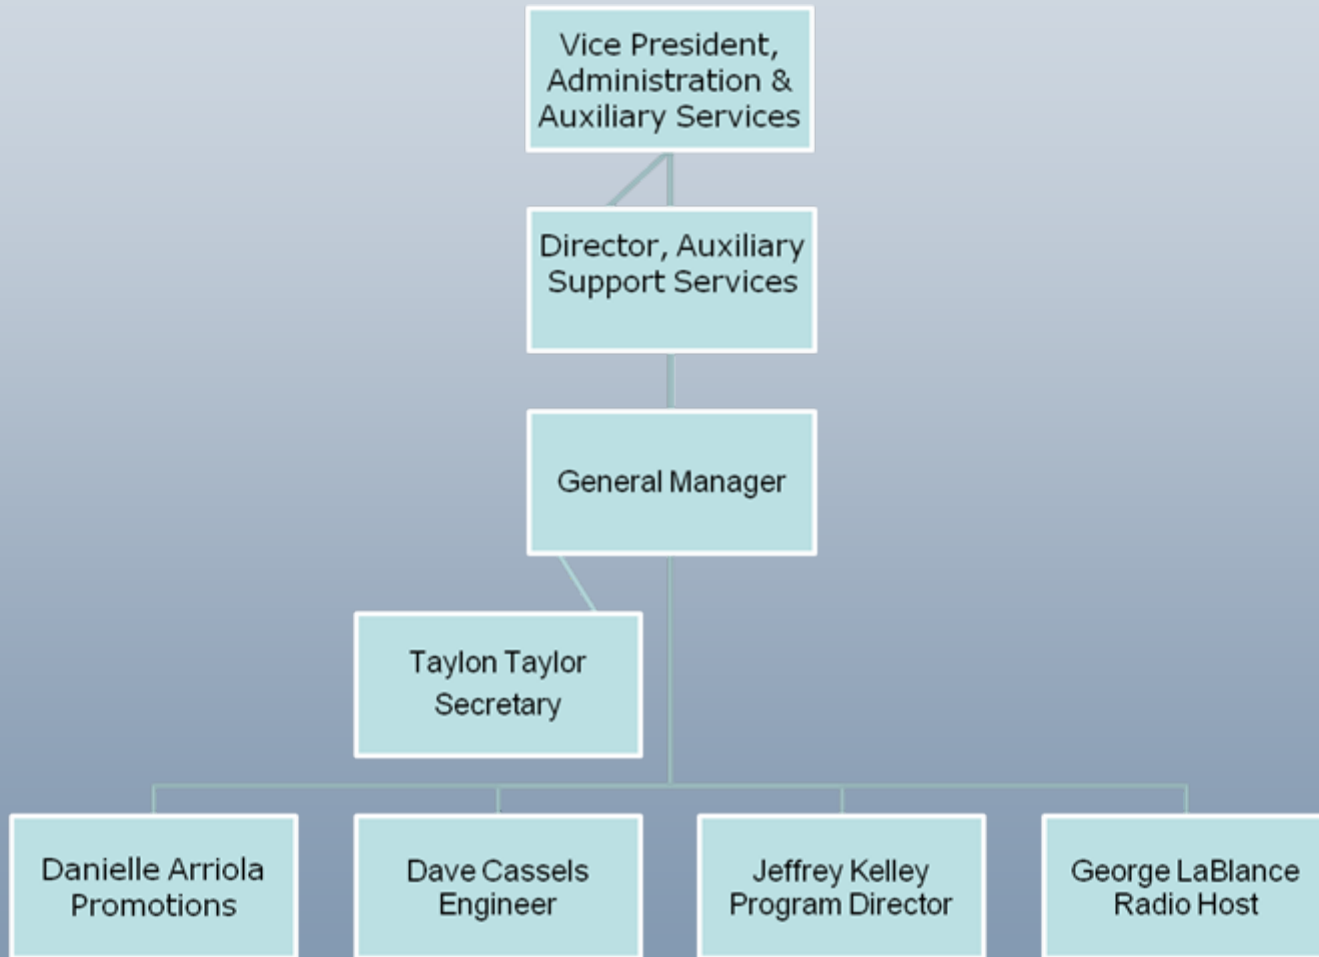 Vice President,
Administration &
Auxiliary Services
Director, Auxiliary
Support Services
General Manager
Taylon Taylor
Secretary
Danielle Arriola
Promotions
Dave Cassels
Engineer
Jeffrey Kelley
Program Director
George LaBlance
Radio Host